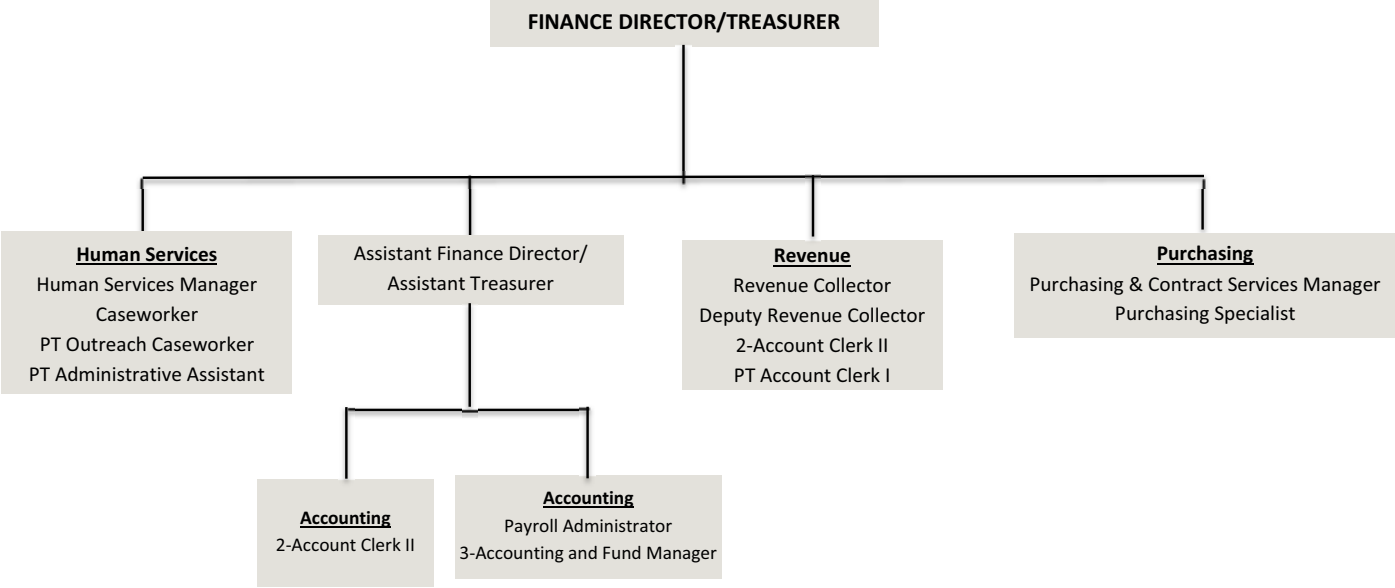 FINANCE DIRECTOR/TREASURER
Human Services
Human Services Manager
Caseworker
PT Outreach Caseworker
PT Administrative Assistant
Assistant Finance Director/
Assistant Treasurer
Revenue
Revenue Collector
Deputy Revenue Collector
2-Account Clerk II
PT Account Clerk I
Purchasing
Purchasing & Contract Services Manager
Purchasing Specialist
Accounting
2-Account Clerk II
Accounting
Payroll Administrator
3-Accounting and Fund Manager